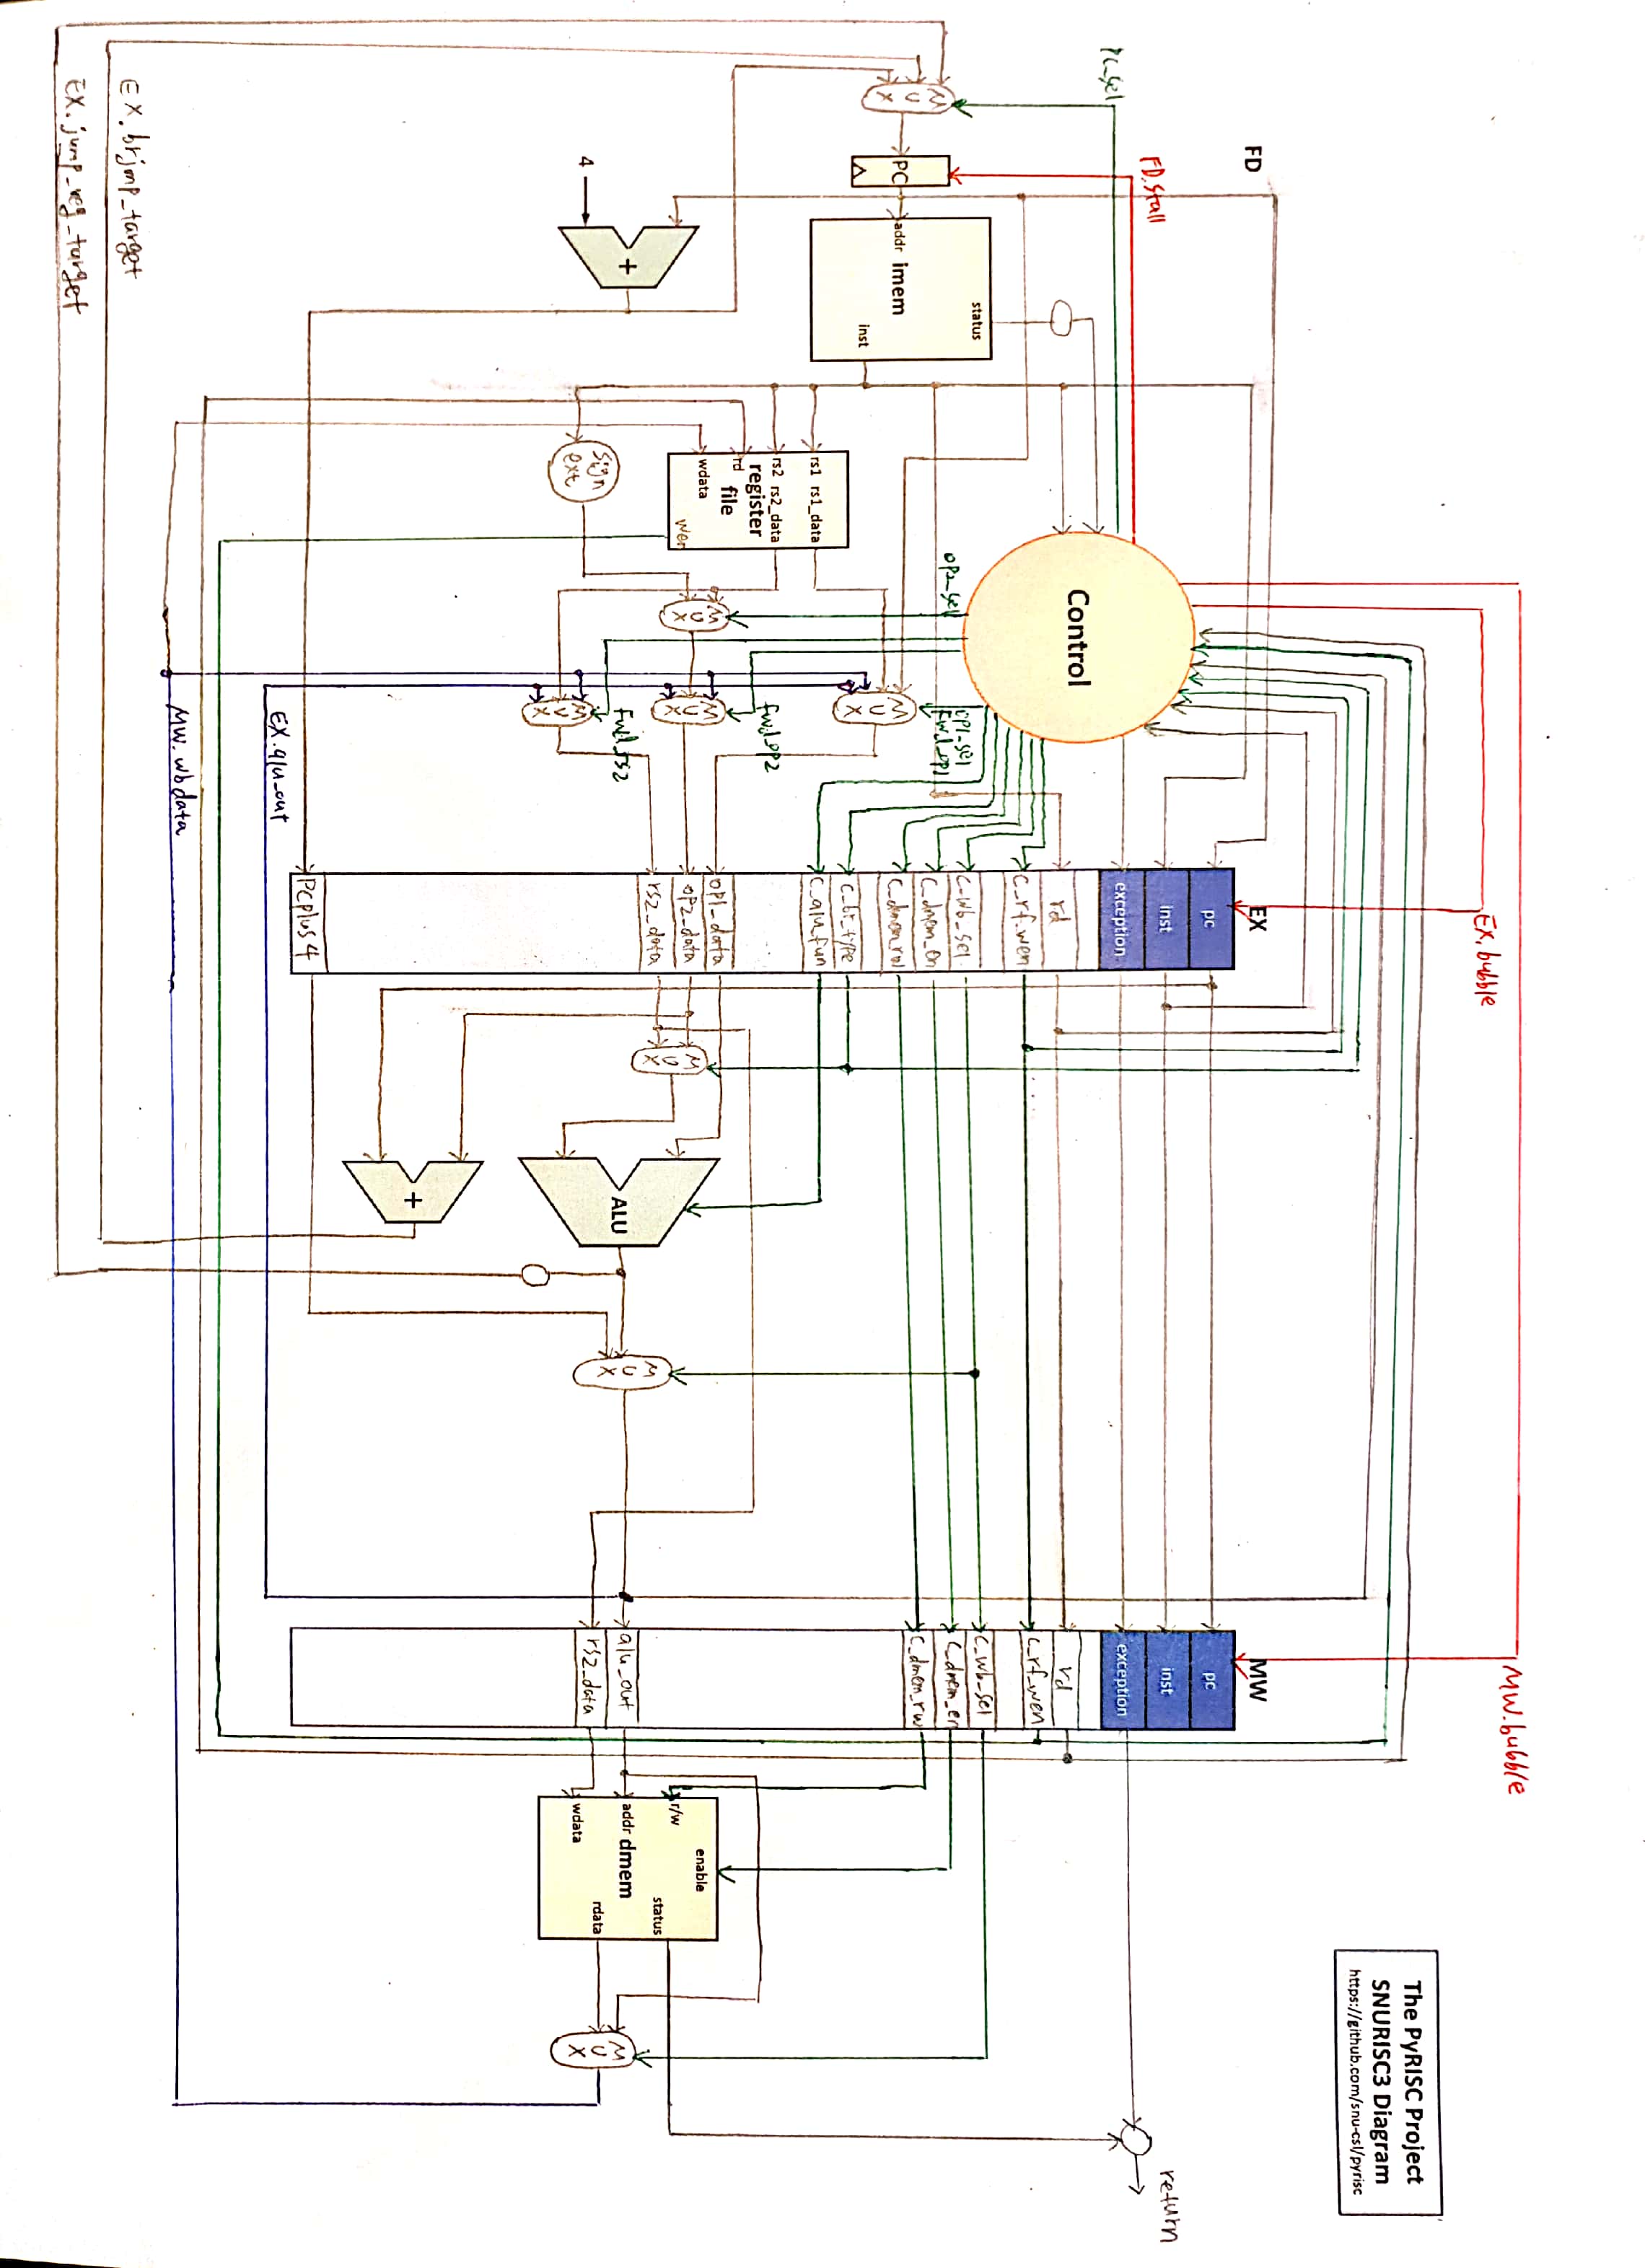 The PyRISC Project
SNURISC3 Diagram
https://github.com/snu-csl/pyrisc
MW.bubble
EX.bubble
FD
EX
MW
FD.stall
PC_sel
Control
pc
inst
exception
rd
C_rf_wen
C_wb_sel
C_dmem_en
C_dmem_rw
C_br_type
C_alu_fun
op1_data
op2_data
rs2_data
Pcplus4
pc
inst
exception
rd
C_rf_wen
C_wb_sel
C_dmem_en
C_dmem_rw
alu_out
rs2_data
return
MUX
PC
addr
imem
status
inst
4
+
op2_sel
op1_sel
Fwd_op1
fwd_op2
fwd_rs2
rs1
rs1_data
rs2
rs2_data
rd
register
file
wdata
wen
sign
ext
MUX
MUX
MUX
MUX
MUX
ALU
+
MUX
r/w
enable
addr
dmem
status
wdata
rdata
MUX
EX.alu_out
MW.wbdata
EX.brjmp_target
EX.jump_reg_target